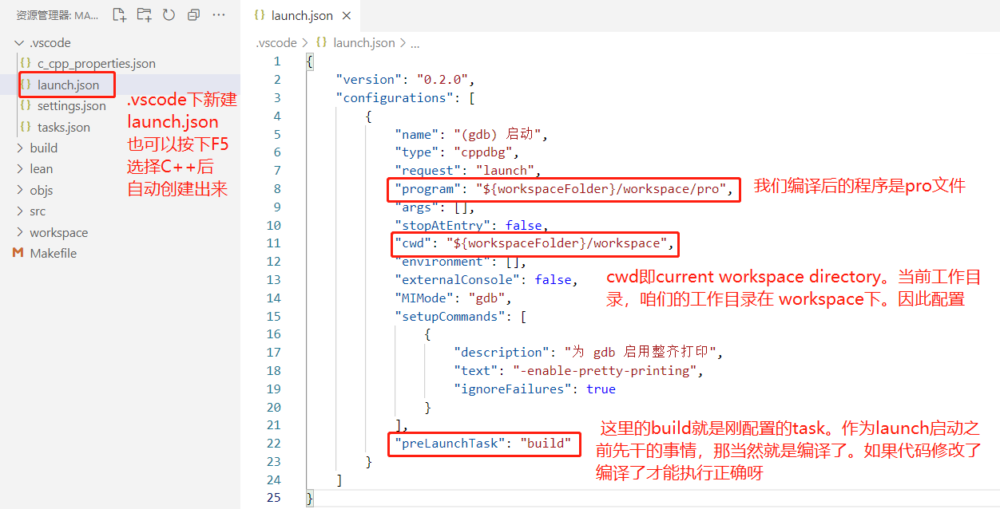 资源管理器: MA...
.vscode
c_cpp_properties.json
launch.json
settings.json
tasks.json
build
lean
objs
src
workspace
Makefile
.vscode下新建
launch.json
也可以按下F5
选择C++后
自动创建出来
launch.json
.vscode > {} launch.json > ...
1 {
2 "version": "0.2.0",
3 "configurations": [
4 {
5 "name": "(gdb) 启动",
6 "type": "cppdbg",
7 "request": "launch",
8 "program": "${workspaceFolder}/workspace/pro",
9 "args": [],
10 "stopAtEntry": false,
11 "cwd": "${workspaceFolder}/workspace",
12 "environment": [],
13 "externalConsole": false,
14 "MIMode": "gdb",
15 "setupCommands": [
16 {
17 "description": "为 gdb 启用整齐打印",
18 "text": "-enable-pretty-printing",
19 "ignoreFailures": true
20 }
21 ],
22 "preLaunchTask": "build"
23 }
24 ]
25 }
我们编译后的程序是pro文件
cwd即current workspace directory。当前工作目
录，咱们的工作目录在 workspace下。因此配置
这里的build就是刚配置的task。作为launch启动之
前先干的事情，那当然就是编译了。如果代码修改了
编译了才能执行正确呀